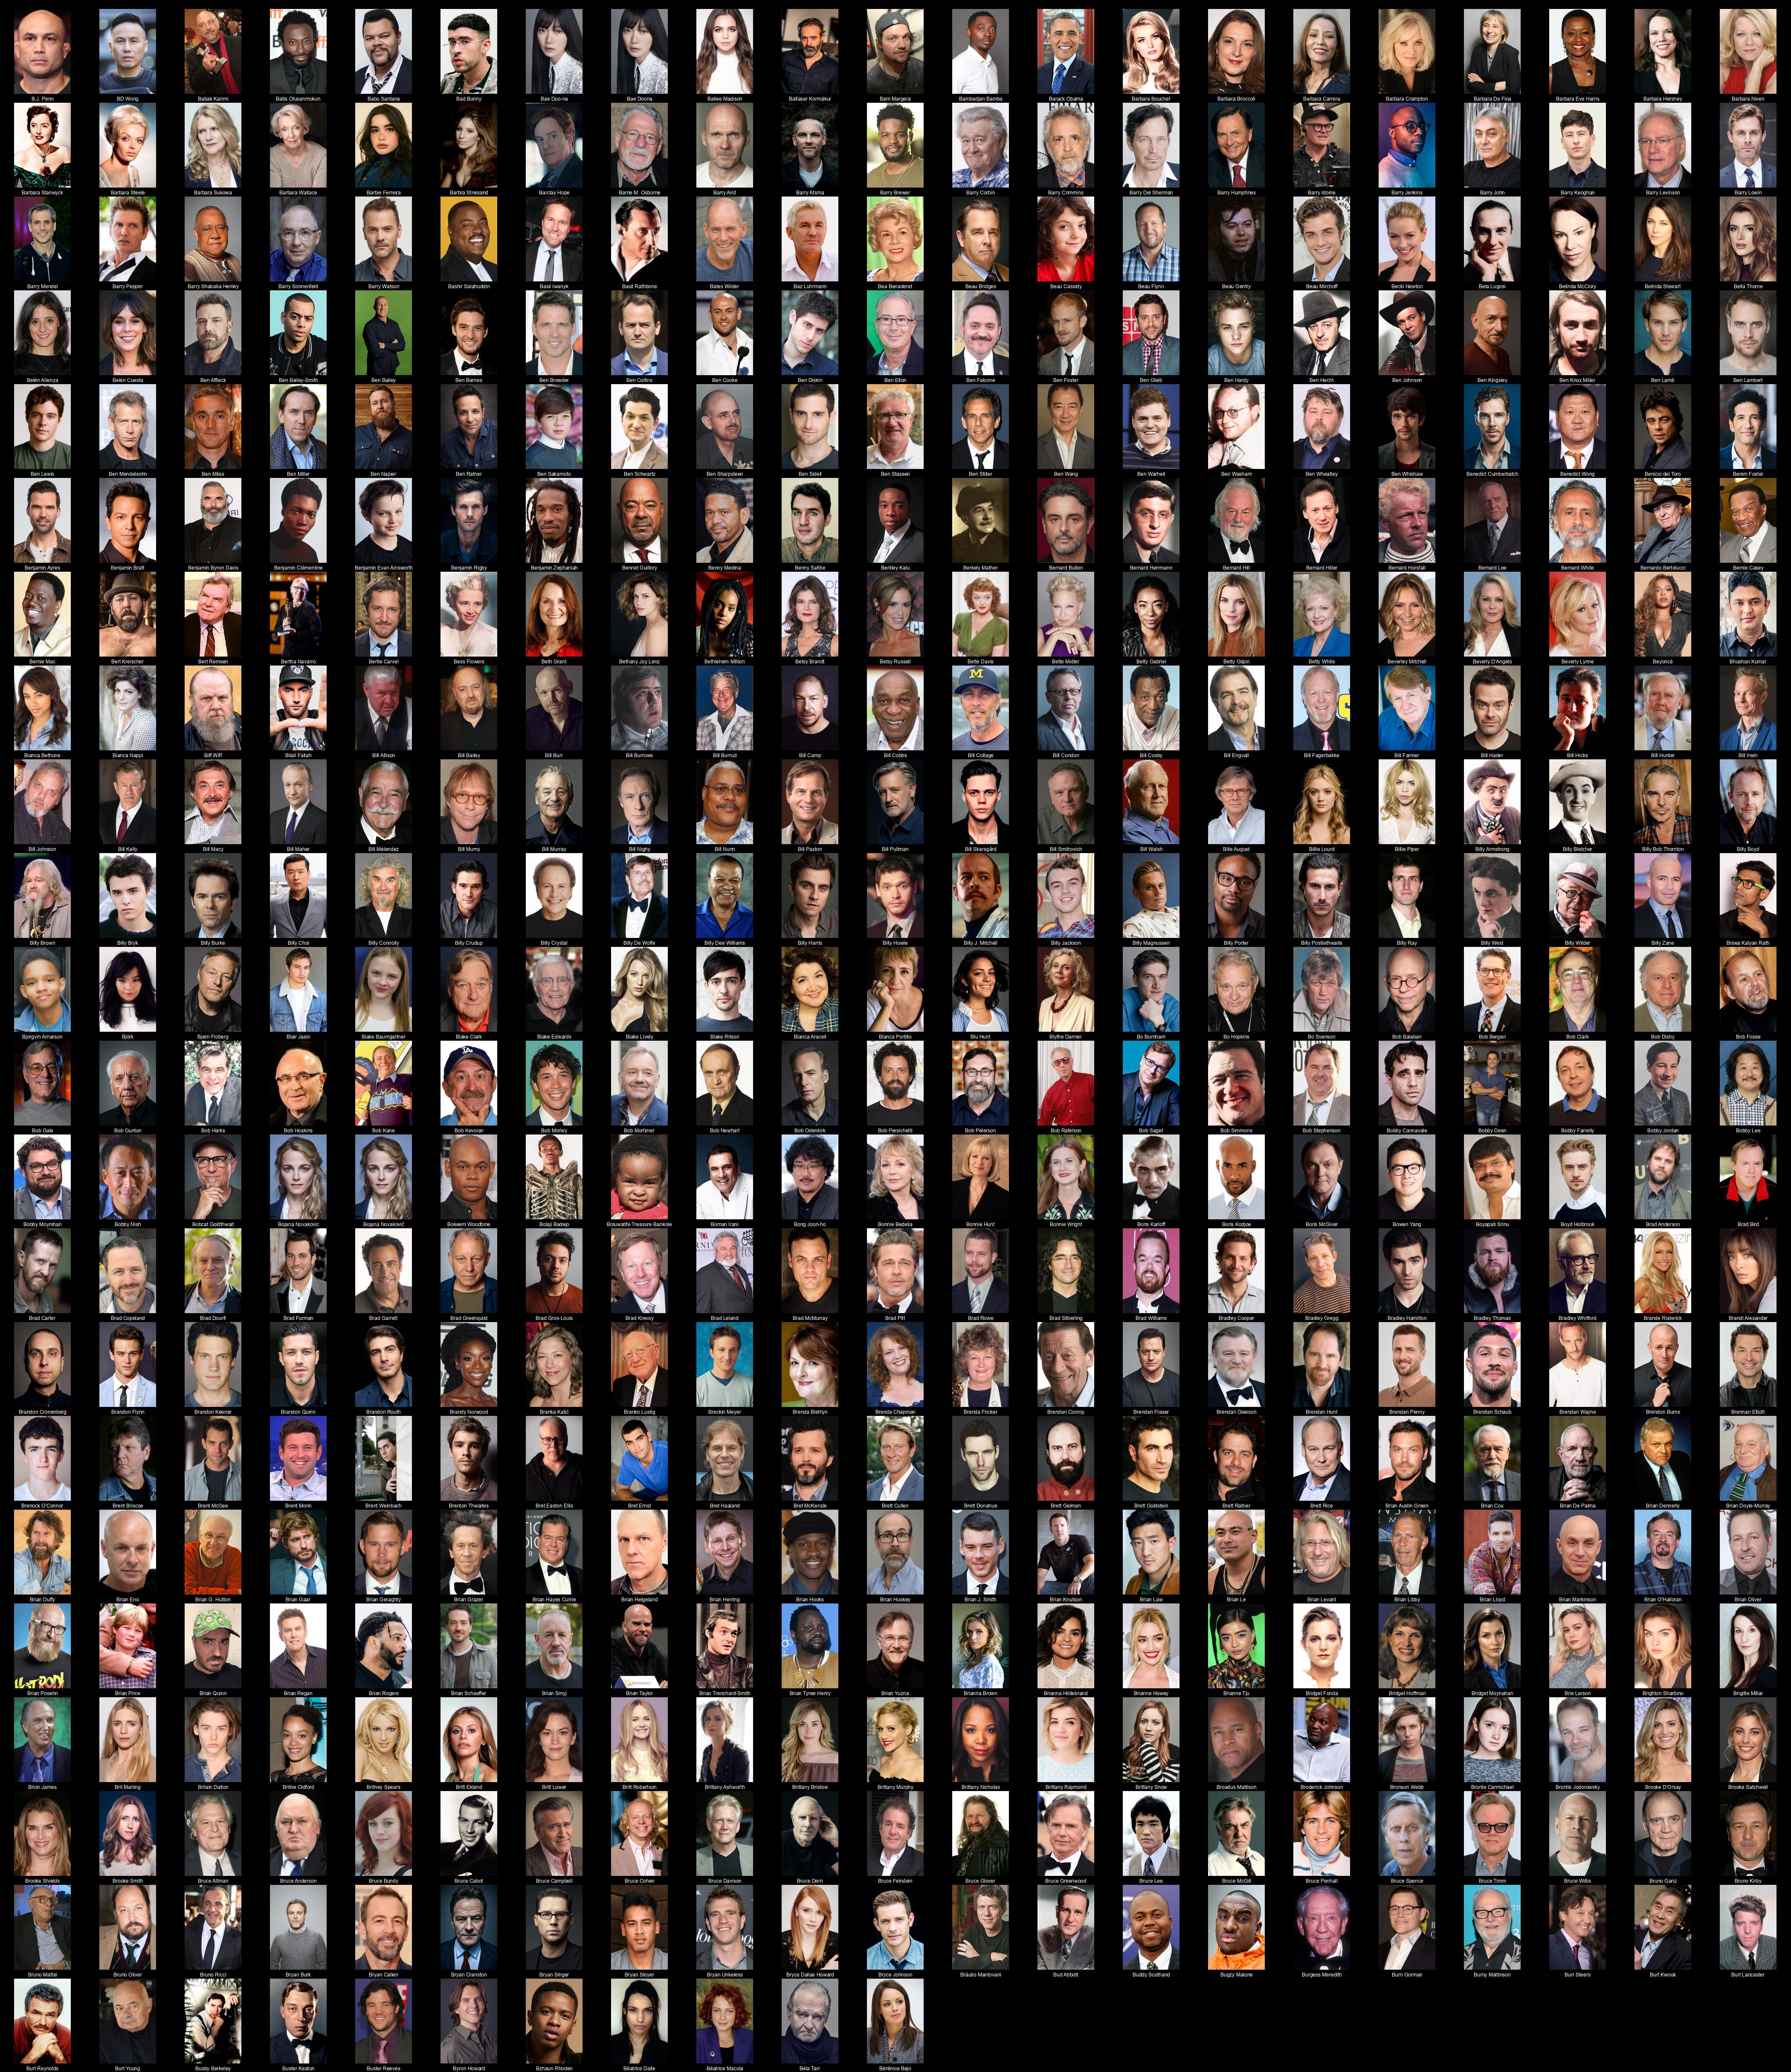 B.J. Penn BD Wong Babak Karimi Babs Olusanmokun Babu Santana Bad Bunny Bae Doo-na Bae Doona Bailee Madison Baltasar Kormákur Bam Margera Bambadjan Bamba Barack Obama Barbara Bouchet Barbara Broccoli Barbara Carrera Barbara Crampton Barbara De Fina Barbara Eve Harris Barbara Hershey Barbara Niven
Barbara Stanwyck Barbara Steele Barbara Sukowa Barbara Wallace Barbie Ferreira Barbra Streisand Barclay Hope Barrie M. Osborne Barry Aird Barry Atsma Barry Brewer Barry Corbin Barry Crimmins Barry Del Sherman Barry Humphries Barry Idoine Barry Jenkins Barry John Barry Keoghan Barry Levinson Barry Lowin
Barry Mendel Barry Pepper Barry Shabaka Henley Barry Sonnenfeld Barry Watson Bashir Salahuddin Basil Iwanyk Basil Rathbone Bates Wilder Baz Luhrmann Bea Benaderet Beau Bridges Beau Cassidy Beau Flynn Beau Gentry Beau Mirchoff Becki Newton Bela Lugosi Belinda McClory Belinda Stewart Bella Thorne
Belén Atienza Belén Cuesta Ben Affleck Ben Bailey-Smith Ben Bailey Ben Barnes Ben Browder Ben Collins Ben Cooke Ben Diskin Ben Elton Ben Falcone Ben Foster Ben Gleib Ben Hardy Ben Hecht Ben Johnson Ben Kingsley Ben Knox Miller Ben Lamb Ben Lambert
Ben Lewis Ben Mendelsohn Ben Miles Ben Miller Ben Napier Ben Ratner Ben Sakamoto Ben Schwartz Ben Sharpsteen Ben Sidell Ben Stassen Ben Stiller Ben Wang Ben Warheit Ben Washam Ben Wheatley Ben Whishaw Benedict Cumberbatch Benedict Wong Benicio del Toro Benim Foster
Benjamin Ayres Benjamin Bratt Benjamin Byron Davis Benjamin Clémentine Benjamin Evan Ainsworth Benjamin Rigby Benjamin Zephaniah Bennet Guillory Benny Medina Benny Safdie Bentley Kalu Berkely Mather Bernard Bullen Bernard Herrmann Bernard Hill Bernard Hiller Bernard Horsfall Bernard Lee Bernard White Bernardo Bertolucci Bernie Casey
Bernie Mac Bert Kreischer Bert Remsen Bertha Navarro Bertie Carvel Bess Flowers Beth Grant Bethany Joy Lenz Bethlehem Million Betsy Brandt Betsy Russell Bette Davis Bette Midler Betty Gabriel Betty Gilpin Betty White Beverley Mitchell Beverly D'Angelo Beverly Lynne Beyoncé Bhushan Kumar
Bianca Bethune Bianca Nappi Biff Wiff Bilall Fallah Bill Allison Bill Bailey Bill Burr Bill Burrows Bill Burrud Bill Camp Bill Cobbs Bill Collage Bill Condon Bill Cosby Bill Engvall Bill Fagerbakke Bill Farmer Bill Hader Bill Hicks Bill Hunter Bill Irwin
Bill Johnson Bill Kelly Bill Macy Bill Maher Bill Melendez Bill Mumy Bill Murray Bill Nighy Bill Nunn Bill Paxton Bill Pullman Bill Skarsgård Bill Smitrovich Bill Walsh Bille August Billie Lourd Billie Piper Billy Armstrong Billy Bletcher Billy Bob Thornton Billy Boyd
Billy Brown Billy Bryk Billy Burke Billy Choi Billy Connolly Billy Crudup Billy Crystal Billy De Wolfe Billy Dee Williams Billy Harris Billy Howle Billy J. Mitchell Billy Jackson Billy Magnussen Billy Porter Billy Postlethwaite Billy Ray Billy West Billy Wilder Billy Zane Biswa Kalyan Rath
Bjorgvin Arnarson Björk Bjørn Floberg Blair Jasin Blake Baumgartner Blake Clark Blake Edwards Blake Lively Blake Ritson Blanca Araceli Blanca Portillo Blu Hunt Blythe Danner Bo Burnham Bo Hopkins Bo Svenson Bob Balaban Bob Bergen Bob Clark Bob Dishy Bob Fosse
Bob Gale Bob Gunton Bob Harks Bob Hoskins Bob Kane Bob Kevoian Bob Morley Bob Mortimer Bob Newhart Bob Odenkirk Bob Persichetti Bob Peterson Bob Rafelson Bob Saget Bob Simmons Bob Stephenson Bobby Cannavale Bobby Deen Bobby Farrelly Bobby Jordan Bobby Lee
Bobby Moynihan Bobby Nish Bobcat Goldthwait Bojana Novakovic Bojana Novaković Bokeem Woodbine Bolaji Badejo Boluwatife Treasure Bankole Boman Irani Bong Joon-ho Bonnie Bedelia Bonnie Hunt Bonnie Wright Boris Karloff Boris Kodjoe Boris McGiver Bowen Yang Boyapati Srinu Boyd Holbrook Brad Anderson Brad Bird
Brad Carter Brad Copeland Brad Dourif Brad Furman Brad Garrett Brad Greenquist Brad Gros-Louis Brad Krevoy Brad Leland Brad McMurray Brad Pitt Brad Rowe Brad Silberling Brad Williams Bradley Cooper Bradley Gregg Bradley Hamilton Bradley Thomas Bradley Whitford Brande Roderick Brandi Alexander
Brandon Cronenberg Brandon Flynn Brandon Keener Brandon Quinn Brandon Routh Brandy Norwood Branka Katić Branko Lustig Breckin Meyer Brenda Blethyn Brenda Chapman Brenda Fricker Brendan Conroy Brendan Fraser Brendan Gleeson Brendan Hunt Brendan Penny Brendan Schaub Brendan Wayne Brendon Burns Brennan Elliott
Brenock O'Connor Brent Briscoe Brent McGee Brent Morin Brent Weinbach Brenton Thwaites Bret Easton Ellis Bret Ernst Bret Haaland Bret McKenzie Brett Cullen Brett Donahue Brett Gelman Brett Goldstein Brett Ratner Brett Rice Brian Austin Green Brian Cox Brian De Palma Brian Dennehy Brian Doyle-Murray
Brian Duffy Brian Eno Brian G. Hutton Brian Gaar Brian Geraghty Brian Grazer Brian Hayes Currie Brian Helgeland Brian Herring Brian Hooks Brian Huskey Brian J. Smith Brian Knutson Brian Law Brian Le Brian Levant Brian Libby Brian Lloyd Brian Markinson Brian O'Halloran Brian Oliver
Brian Posehn Brian Price Brian Quinn Brian Regan Brian Rogers Brian Schaeffer Brian Smyj Brian Taylor Brian Trenchard-Smith Brian Tyree Henry Brian Yuzna Brianna Brown Brianna Hildebrand Brianne Howey Brianne Tju Bridget Fonda Bridget Hoffman Bridget Moynahan Brie Larson Brighton Sharbino Brigitte Millar
Brion James Brit Marling Britain Dalton Britne Oldford Britney Spears Britt Ekland Britt Lower Britt Robertson Brittany Ashworth Brittany Bristow Brittany Murphy Brittany Nicholas Brittany Raymond Brittany Snow Broadus Mattison Broderick Johnson Bronson Webb Bronte Carmichael Brontis Jodorowsky Brooke D'Orsay Brooke Satchwell
Brooke Shields Brooke Smith Bruce Altman Bruce Anderson Bruce Bundy Bruce Cabot Bruce Campbell Bruce Cohen Bruce Davison Bruce Dern Bruce Feirstein Bruce Glover Bruce Greenwood Bruce Lee Bruce McGill Bruce Penhall Bruce Spence Bruce Timm Bruce Willis Bruno Ganz Bruno Kirby
Bruno Mattei Bruno Oliver Bruno Ricci Bryan Burk Bryan Callen Bryan Cranston Bryan Singer Bryan Sloyer Bryan Unkeless Bryce Dallas Howard Bryce Johnson Bráulio Mantovani Bud Abbott Buddy Sosthand Bugzy Malone Burgess Meredith Burn Gorman Burny Mattinson Burr Steers Burt Kwouk Burt Lancaster
Burt Reynolds Burt Young Busby Berkeley Buster Keaton Buster Reeves Byron Howard Bzhaun Rhoden Béatrice Dalle Béatrice Macola Béla Tarr Bérénice Bejo